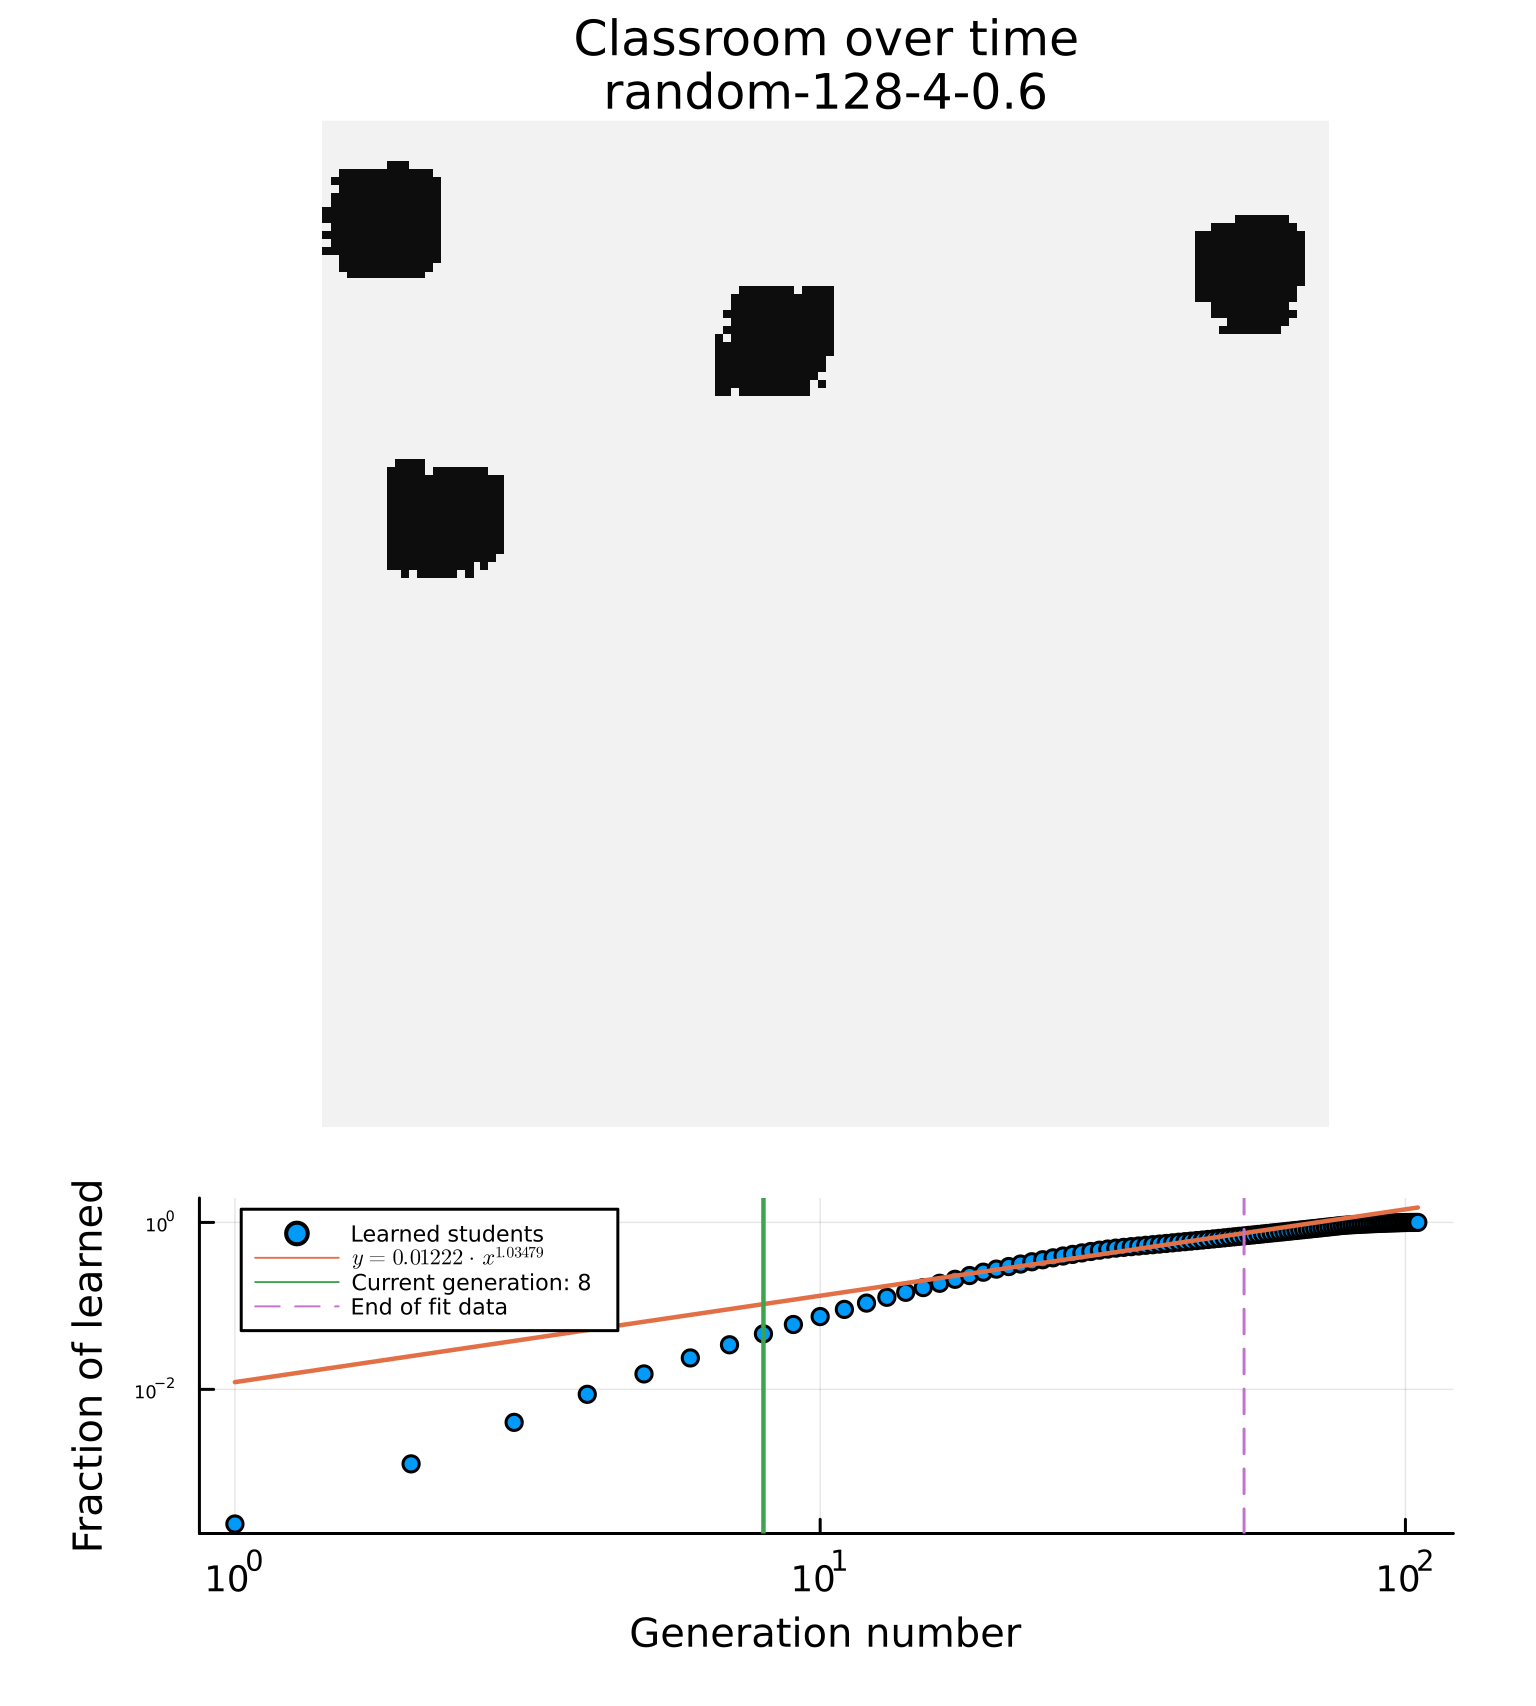 Classroom over time
random-128-4-0.6
Fraction of learned
10^0
10^-2
Learned students
y = 0.01222 · x^1.03479
Current generation: 8
End of fit data
10^0 10^1 10^2
Generation number